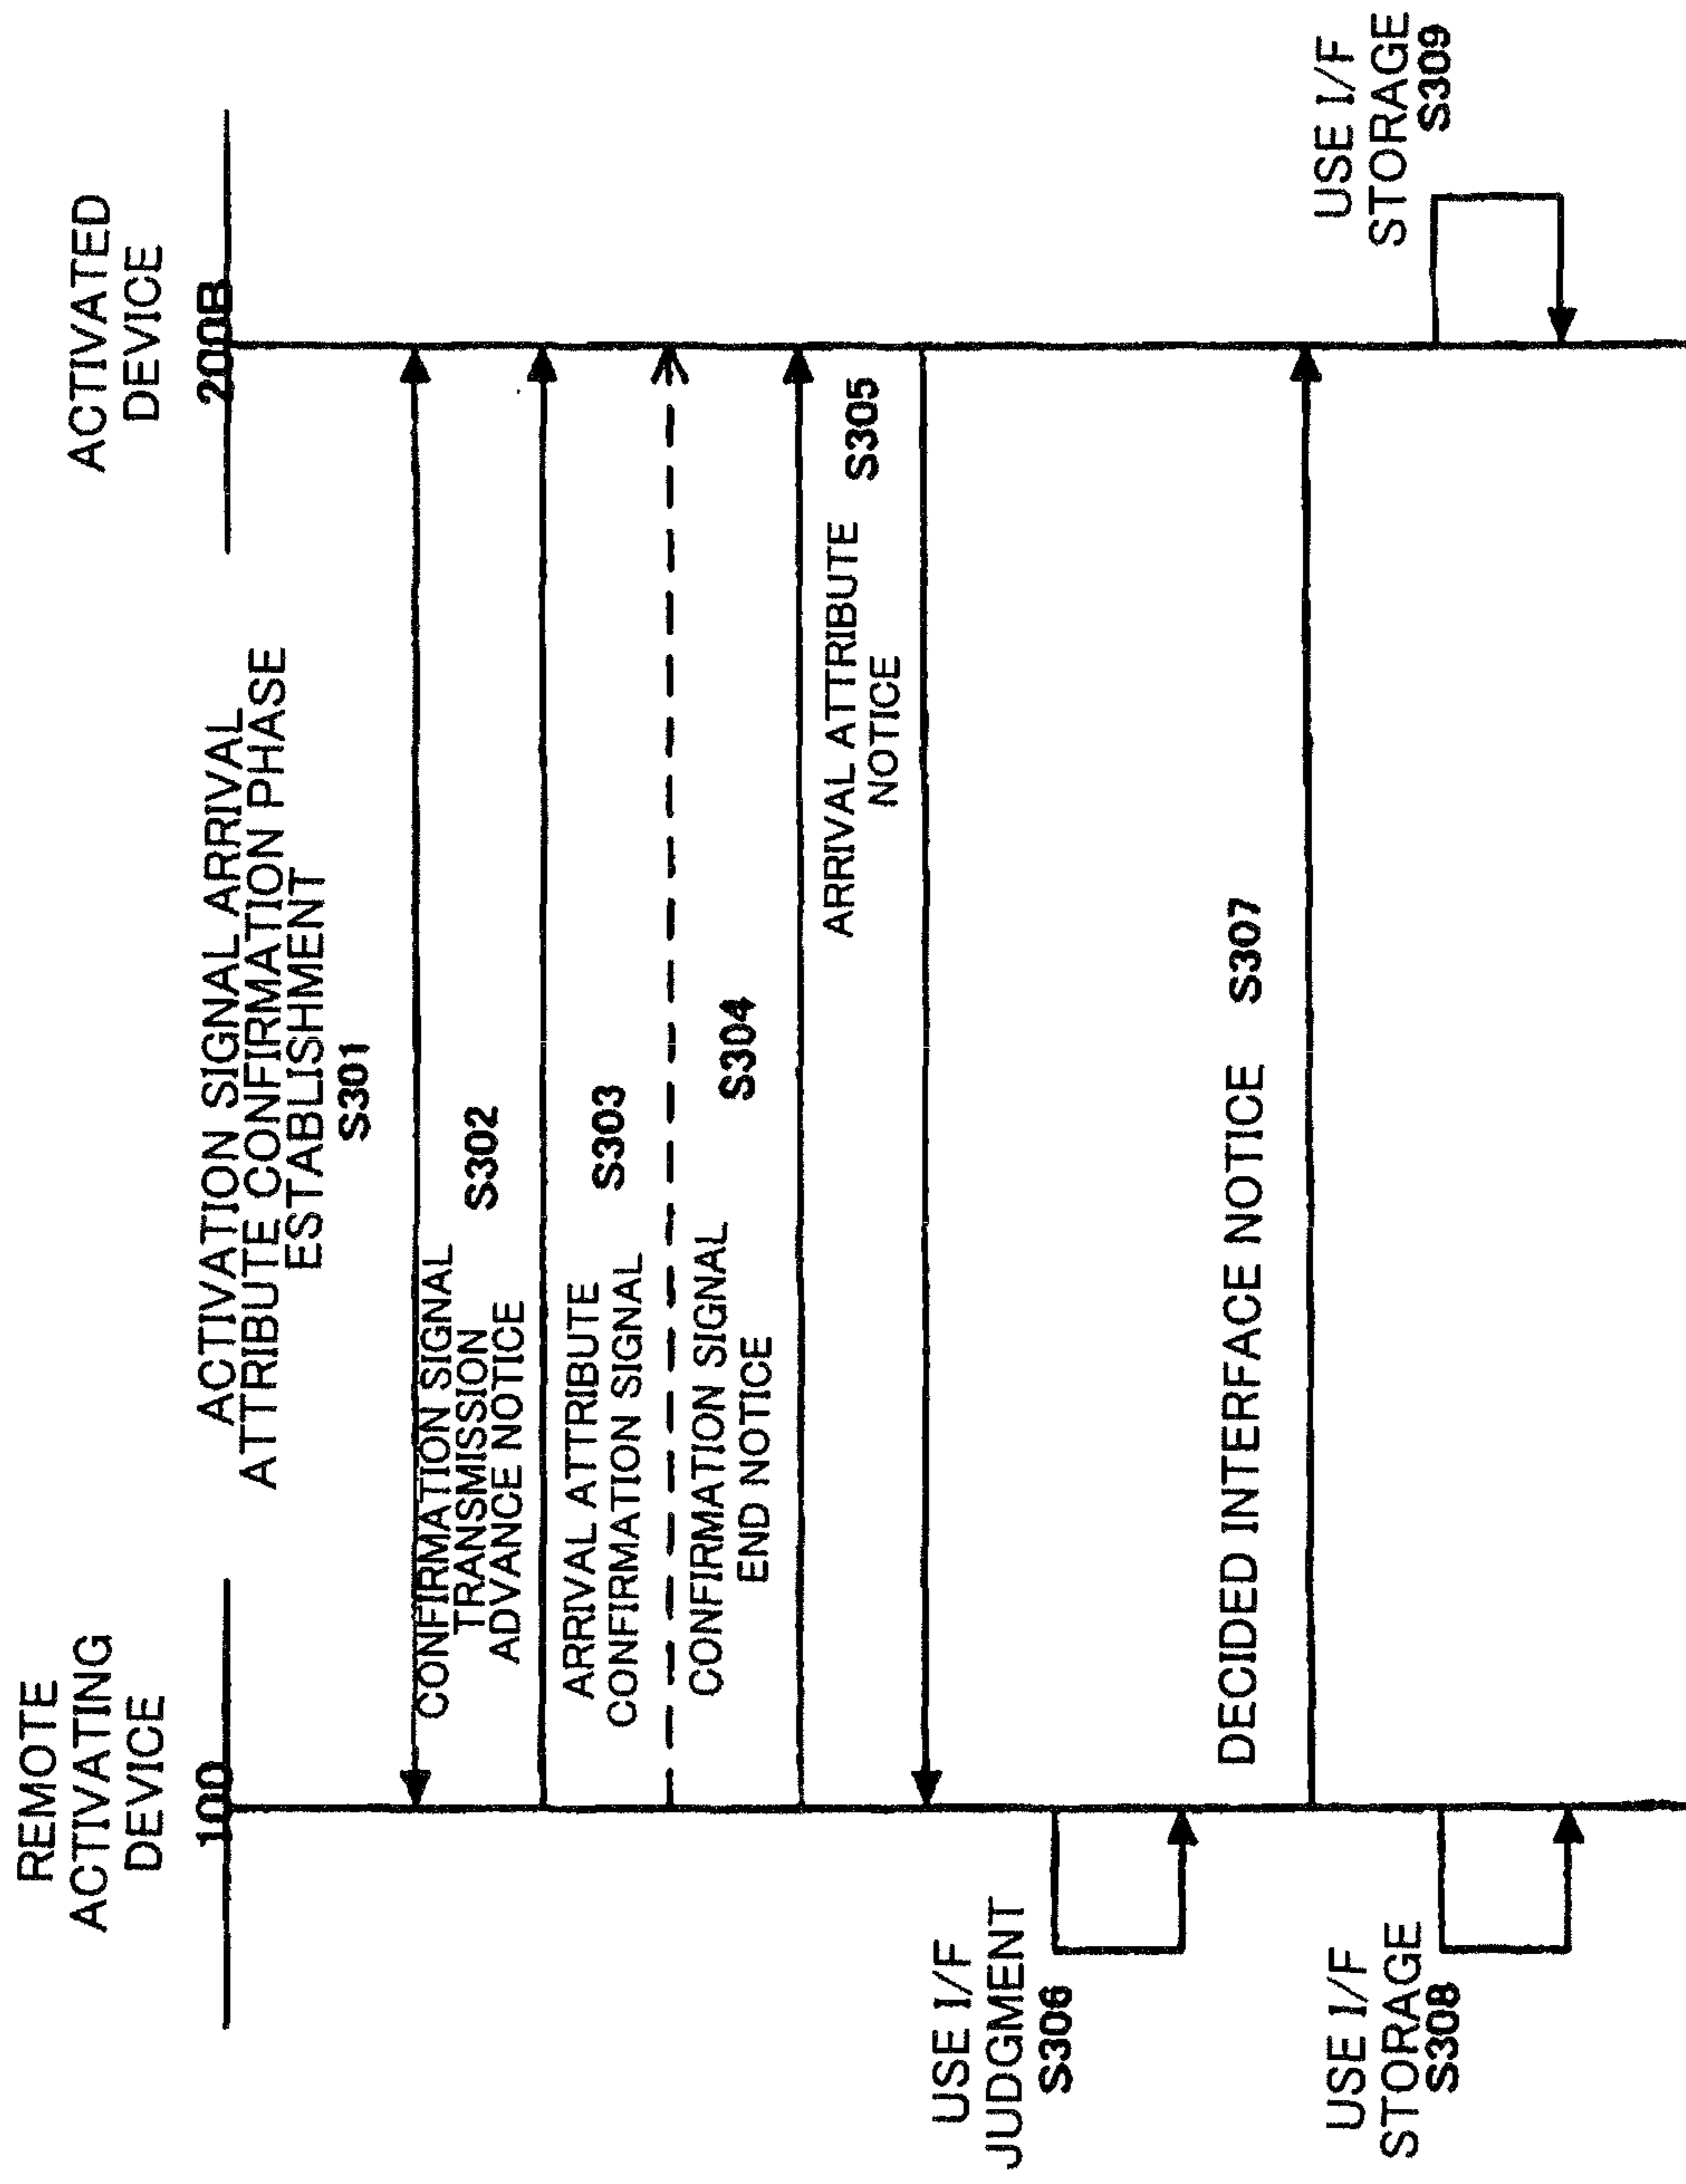 REMOTE
ACTIVATING
DEVICE
100
ACTIVATED
DEVICE
200B
ACTIVATION SIGNAL ARRIVAL
ATTRIBUTE CONFIRMATION PHASE
ESTABLISHMENT
S301
CONFIRMATION SIGNAL
TRANSMISSION
ADVANCE NOTICE
S302
ARRIVAL ATTRIBUTE
CONFIRMATION SIGNAL
S303
CONFIRMATION SIGNAL
END NOTICE
S304
ARRIVAL ATTRIBUTE
NOTICE
S305
USE I/F
JUDGMENT
S306
DECIDED INTERFACE NOTICE S307
USE I/F
STORAGE
S308
USE I/F
STORAGE
S309